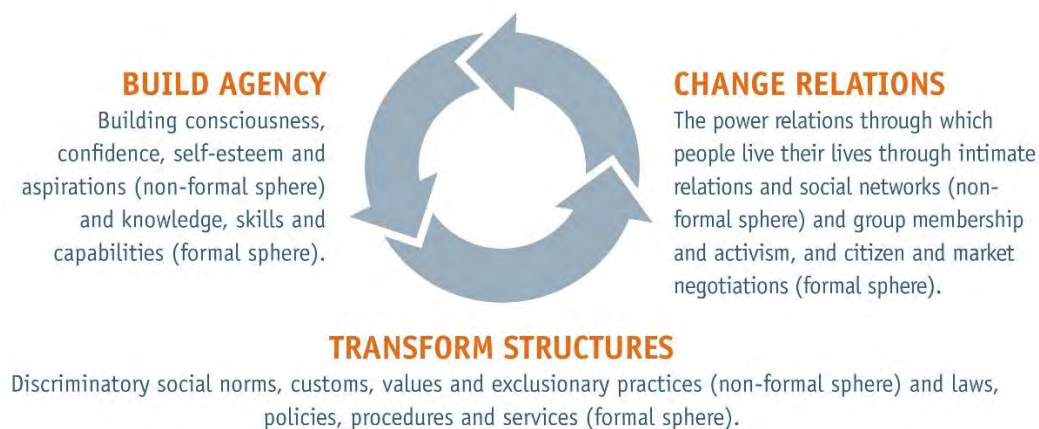 BUILD AGENCY
Building consciousness,
confidence, self-esteem and
aspirations (non-formal sphere)
and knowledge, skills and
capabilities (formal sphere).
CHANGE RELATIONS
The power relations through which
people live their lives through intimate
relations and social networks (non-
formal sphere) and group membership
and activism, and citizen and market
negotiations (formal sphere).
TRANSFORM STRUCTURES
Discriminatory social norms, customs, values and exclusionary practices (non-formal sphere) and laws,
policies, procedures and services (formal sphere).